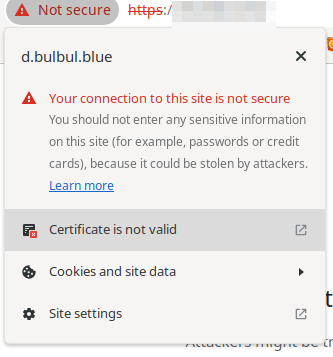 Not secure https:/
d.bulbul.blue
Your connection to this site is not secure
You should not enter any sensitive information
on this site (for example, passwords or credit
cards), because it could be stolen by attackers.
Learn more
Certificate is not valid
Cookies and site data
Site settings
t
Attackers might be tr